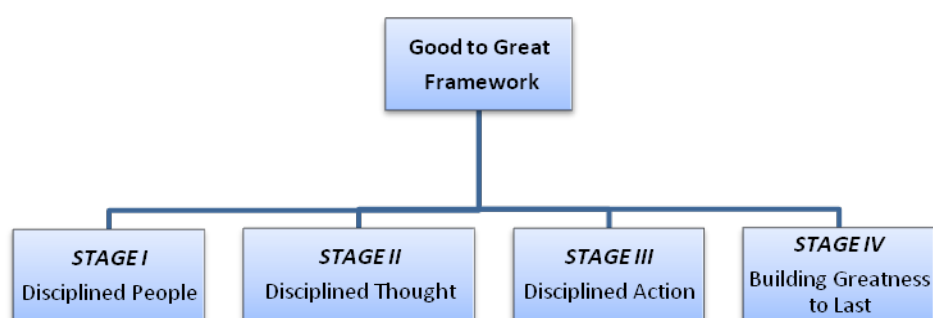 Good to Great
Framework
STAGE I
Disciplined People
STAGE II
Disciplined Thought
STAGE III
Disciplined Action
STAGE IV
Building Greatness
to Last